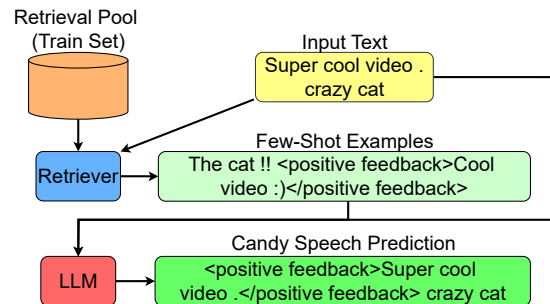 Retrieval Pool
(Train Set)
Input Text
Super cool video .
crazy cat
Few-Shot Examples
Retriever
The cat !! <positive feedback>Cool
video :)</positive feedback>
Candy Speech Prediction
LLM
<positive feedback>Super cool
video .</positive feedback> crazy cat